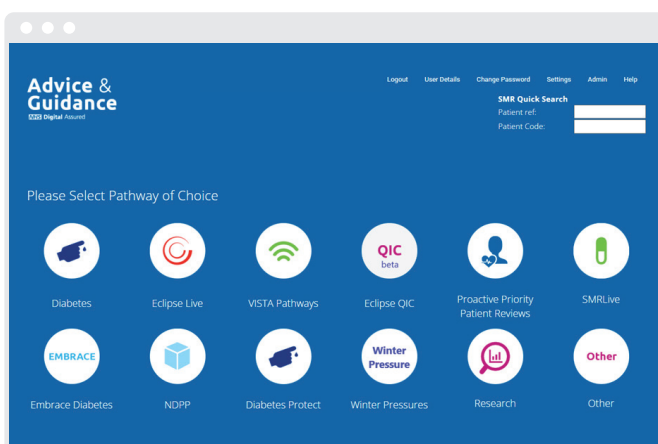 Advice &
Guidance
NHS Digital Assured
Logout User Details Change Password Settings Admin Help
SMR Quick Search
Patient ref:
Patient Code:
Please Select Pathway of Choice
QIC
beta
Diabetes Eclipse Live VISTA Pathways Eclipse QIC Proactive Priority SMRLive
Patient Reviews
EMBRACE Winter Other
Pressure
Embrace Diabetes NDPP Diabetes Protect Winter Pressures Research Other